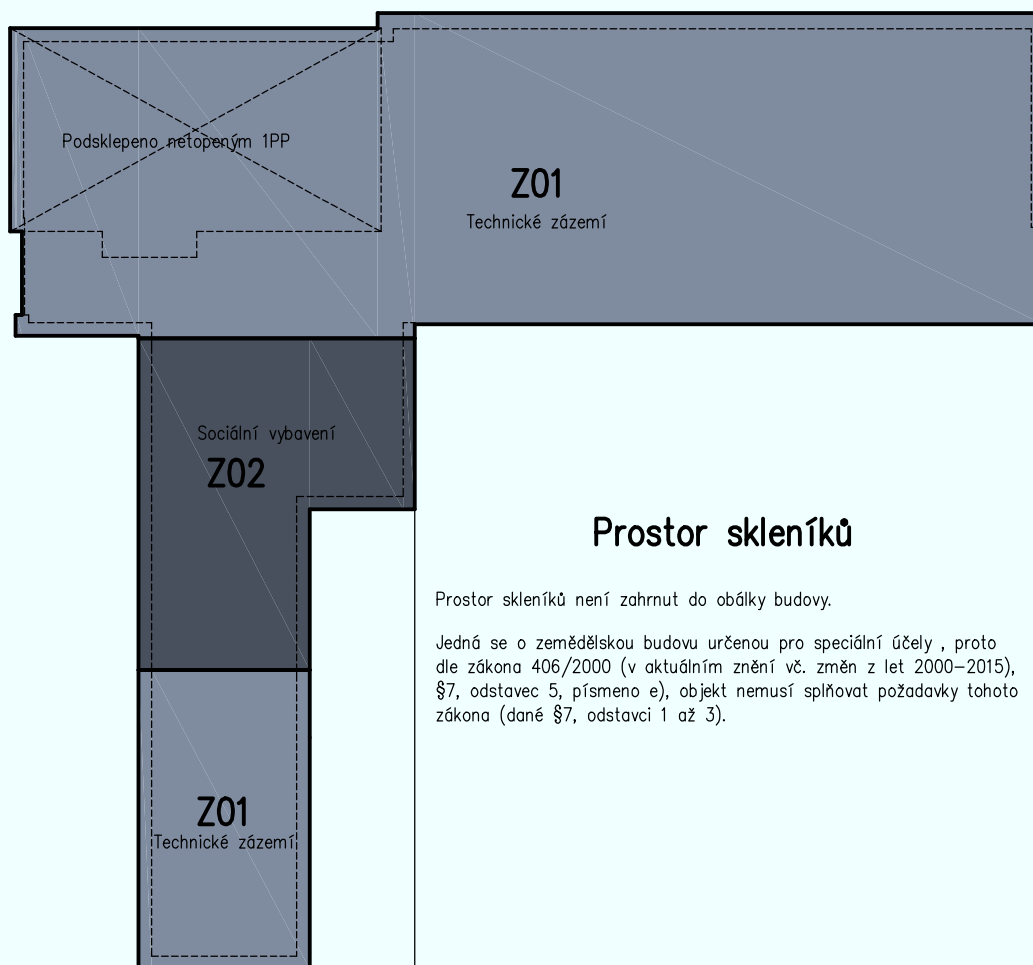 Podsklepeno netopeným 1PP
Z01
Technické zázemí
Sociální vybavení
Z02
Prostor skleníků
Prostor skleníků není zahrnut do obálky budovy.
Jedná se o zemědělskou budovu určenou pro speciální účely , proto
dle zákona 406/2000 (v aktuálním znění vč. změn z let 2000-2015),
§7, odstavec 5, písmeno e), objekt nemusí splňovat požadavky tohoto
zákona (dané §7, odstavci 1 až 3).
Z01
Technické zázemí